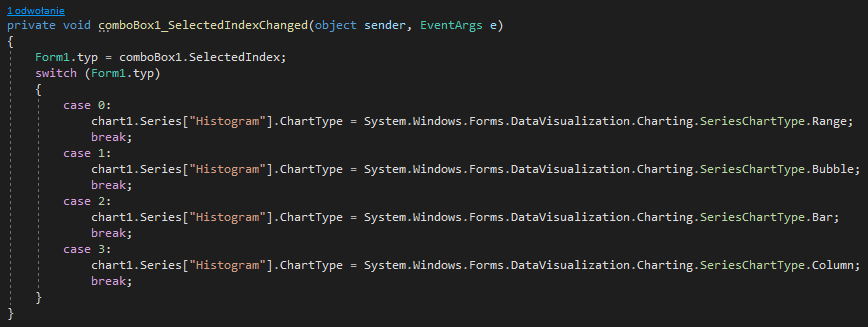 1 odwołanie
private void comboBox1_SelectedIndexChanged(object sender, EventArgs e)
{
    Form1.typ = comboBox1.SelectedIndex;
    switch (Form1.typ)
    {
        case 0:
            chart1.Series["Histogram"].ChartType = System.Windows.Forms.DataVisualization.Charting.SeriesChartType.Range;
            break;
        case 1:
            chart1.Series["Histogram"].ChartType = System.Windows.Forms.DataVisualization.Charting.SeriesChartType.Bubble;
            break;
        case 2:
            chart1.Series["Histogram"].ChartType = System.Windows.Forms.DataVisualization.Charting.SeriesChartType.Bar;
            break;
        case 3:
            chart1.Series["Histogram"].ChartType = System.Windows.Forms.DataVisualization.Charting.SeriesChartType.Column;
            break;
    }
}